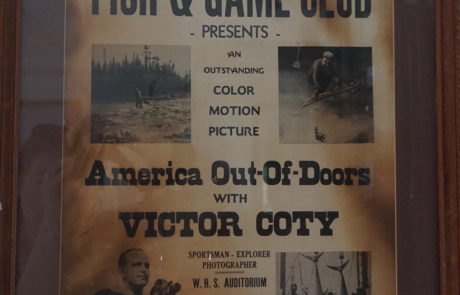 FISH & GAME CLUB
- PRESENTS -
AN
OUTSTANDING
COLOR
MOTION
PICTURE
America Out-Of-Doors
WITH
VICTOR COTY
SPORTSMAN - EXPLORER
PHOTOGRAPHER
W. H. S. AUDITORIUM